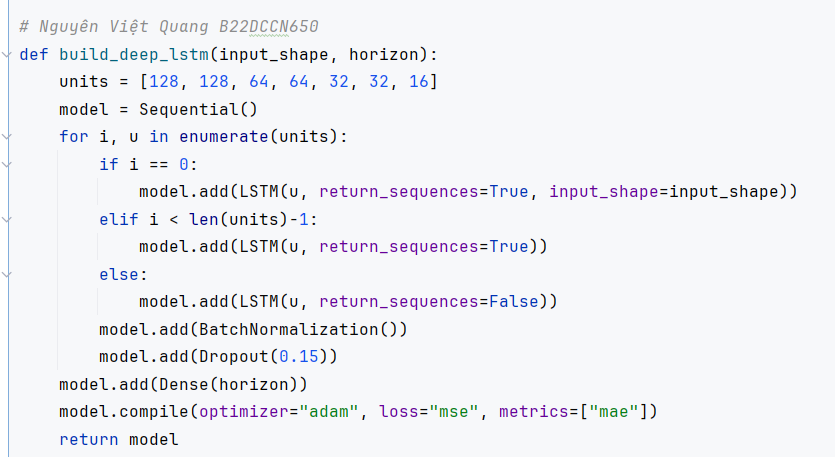 # Nguyên Việt Quang B22DCCN650
def build_deep_lstm(input_shape, horizon):
    units = [128, 128, 64, 64, 32, 32, 16]
    model = Sequential()
    for i, u in enumerate(units):
        if i == 0:
            model.add(LSTM(u, return_sequences=True, input_shape=input_shape))
        elif i < len(units)-1:
            model.add(LSTM(u, return_sequences=True))
        else:
            model.add(LSTM(u, return_sequences=False))
        model.add(BatchNormalization())
        model.add(Dropout(0.15))
    model.add(Dense(horizon))
    model.compile(optimizer="adam", loss="mse", metrics=["mae"])
    return model